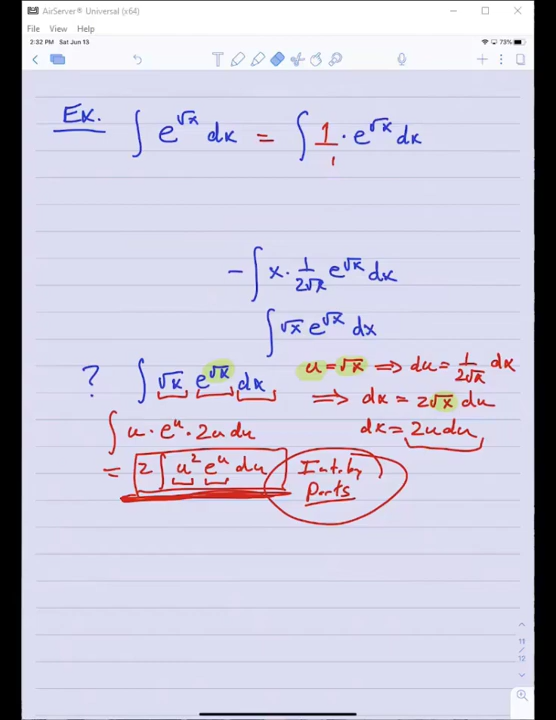 AirServer® Universal (x64)
File View Help
2:32 PM Sat Jun 13 73%
Ex. ∫ e^√x dx = ∫ 1 · e^√x dx
- ∫ x · 1/(2√x) e^√x dx
∫ √x e^√x dx
? ∫ √x e^√x dx u = √x ⟹ du = 1/(2√x) dx
⟹ dx = 2√x du
∫ u · e^u · 2u du dx = 2u du
= 2 ∫ u² e^u du Int. by
Parts
11
/
12